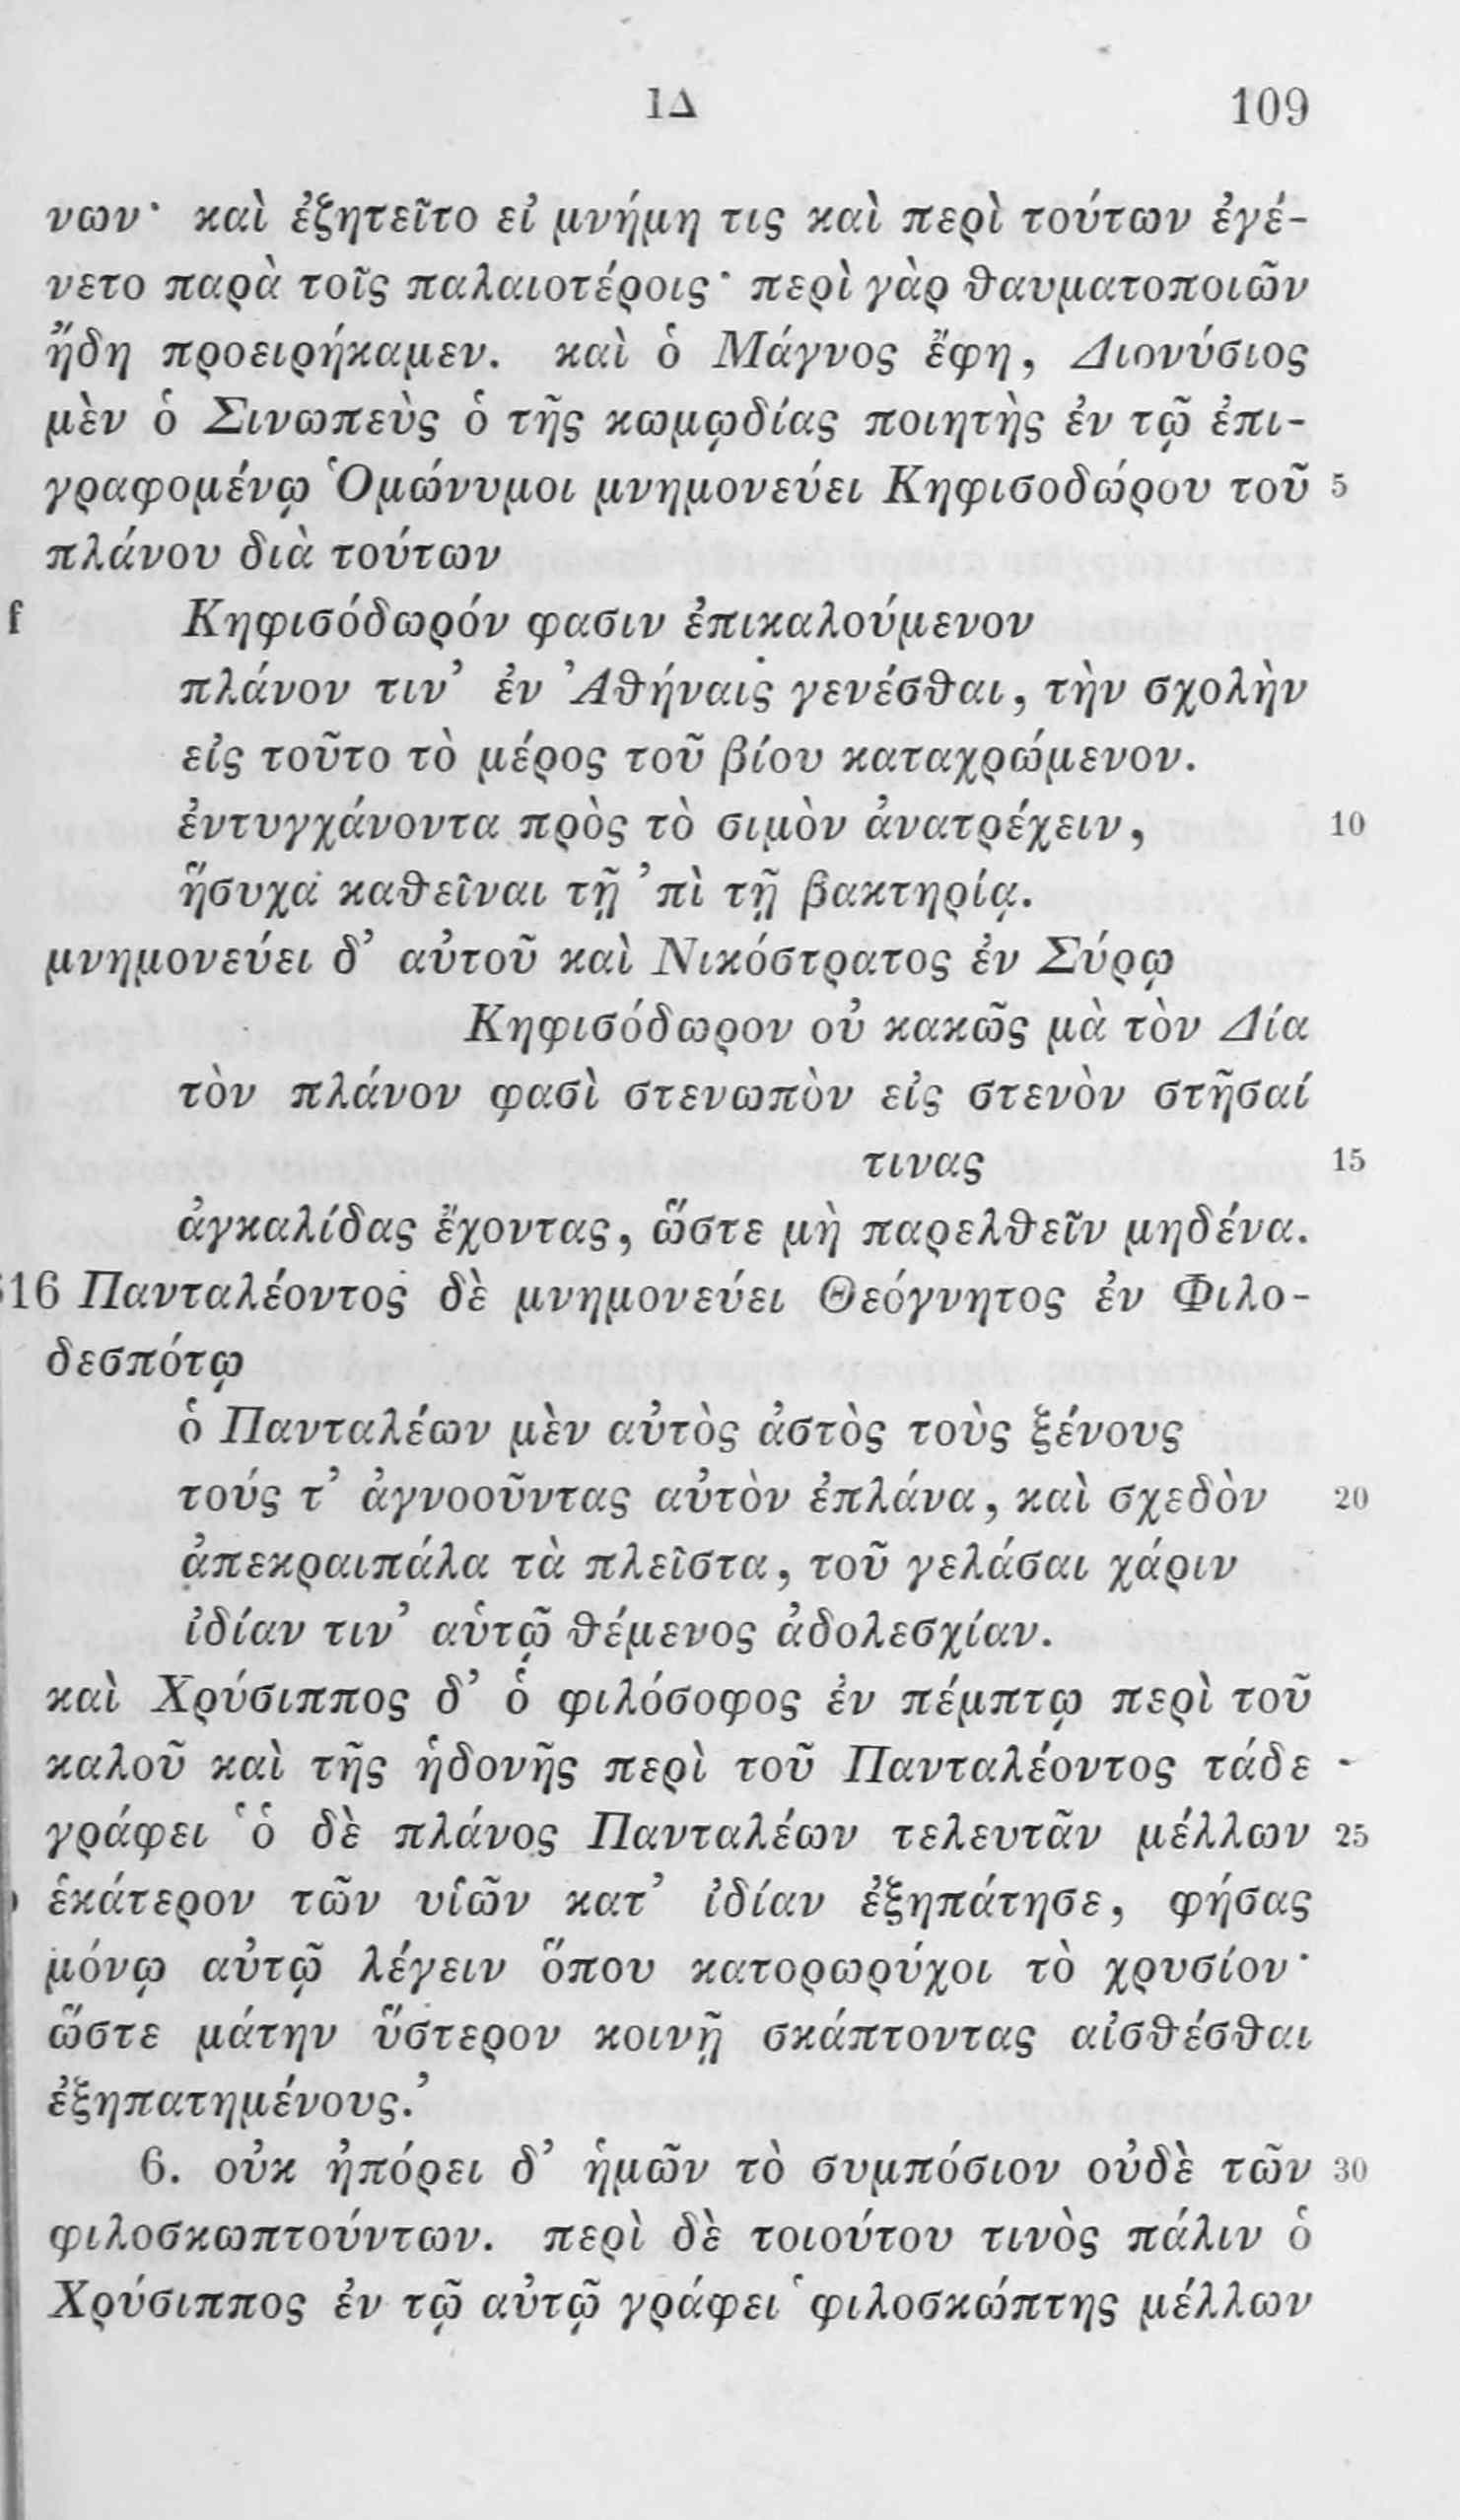 ΙΔ 109
νων· καὶ ἐζητεῖτο εἰ μνήμη τις καὶ περὶ τούτων ἐγέ-
νετο παρὰ τοῖς παλαιοτέροις· περὶ γὰρ θαυματοποιῶν
ἤδη προειρήκαμεν. καὶ ὁ Μάγνος ἔφη, Διονύσιος
μὲν ὁ Σινωπεὺς ὁ τῆς κωμῳδίας ποιητὴς ἐν τῷ ἐπι-
γραφομένῳ Ὁμώνυμοι μνημονεύει Κηφισοδώρου τοῦ 5
πλάνου διὰ τούτων
f Κηφισόδωρόν φασιν ἐπικαλούμενον
πλάνον τιν’ ἐν Ἀθήναις γενέσθαι, τὴν σχολὴν
εἰς τοῦτο τὸ μέρος τοῦ βίου καταχρώμενον.
ἐντυγχάνοντα πρὸς τὸ σιμὸν ἀνατρέχειν, 10
ἥσυχα καθεῖναι τῇ ’πὶ τῇ βακτηρίᾳ.
μνημονεύει δ’ αὐτοῦ καὶ Νικόστρατος ἐν Σύρῳ
Κηφισόδωρον οὐ κακῶς μὰ τὸν Δία
τὸν πλάνον φασὶ στενωπὸν εἰς στενὸν στῆσαί
τινας 15
ἀγκαλίδας ἔχοντας, ὥστε μὴ παρελθεῖν μηδένα.
616 Πανταλέοντος δὲ μνημονεύει Θεόγνητος ἐν Φιλο-
δεσπότῳ
ὁ Πανταλέων μὲν αὐτὸς ἀστὸς τοὺς ξένους
τούς τ’ ἀγνοοῦντας αὐτὸν ἐπλάνα, καὶ σχεδὸν 20
ἀπεκραιπάλα τὰ πλεῖστα, τοῦ γελάσαι χάριν
ἰδίαν τιν’ αὑτῷ θέμενος ἀδολεσχίαν.
καὶ Χρύσιππος δ’ ὁ φιλόσοφος ἐν πέμπτῳ περὶ τοῦ
καλοῦ καὶ τῆς ἡδονῆς περὶ τοῦ Πανταλέοντος τάδε
γράφει ‘ὁ δὲ πλάνος Πανταλέων τελευτᾶν μέλλων 25
ἑκάτερον τῶν υἱῶν κατ’ ἰδίαν ἐξηπάτησε, φήσας
μόνῳ αὐτῷ λέγειν ὅπου κατορωρύχοι τὸ χρυσίον·
ὥστε μάτην ὕστερον κοινῇ σκάπτοντας αἰσθέσθαι
ἐξηπατημένους.’
6. οὐκ ἠπόρει δ’ ἡμῶν τὸ συμπόσιον οὐδὲ τῶν 30
φιλοσκωπτούντων. περὶ δὲ τοιούτου τινὸς πάλιν ὁ
Χρύσιππος ἐν τῷ αὐτῷ γράφει ‘φιλοσκώπτης μέλλων